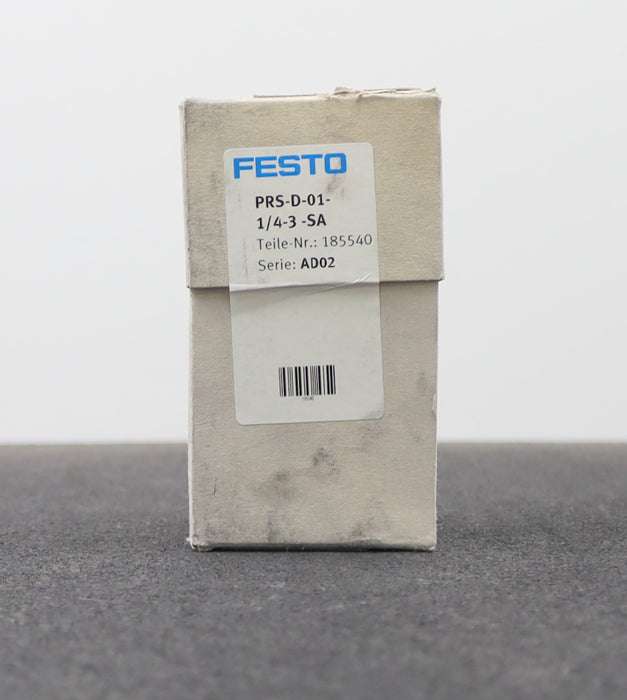 FESTO
PRS-D-01-
1/4-3 -SA
Teile-Nr.: 185540
Serie: AD02